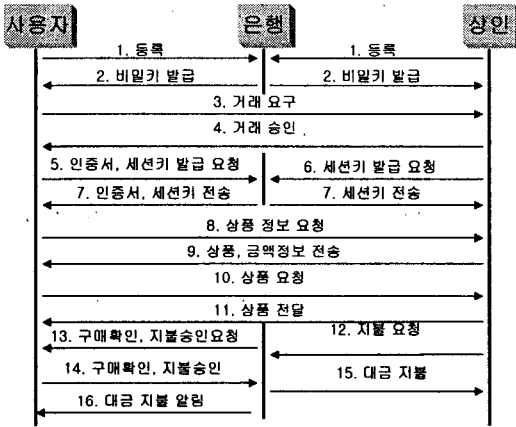 사용자 은행 상인
1. 등록 1. 등록
2. 비밀키 발급 2. 비밀키 발급
3. 거래 요구
4. 거래 승인
5. 인증서, 세션키 발급 요청 6. 세션키 발급 요청
7. 인증서, 세션키 전송 7. 세션키 전송
8. 상품 정보 요청
9. 상품, 금액정보 전송
10. 상품 요청
11. 상품 전달
13. 구매확인, 지불승인요청 12. 지불 요청
14. 구매확인, 지불승인 15. 대금 지불
16. 대금 지불 알림